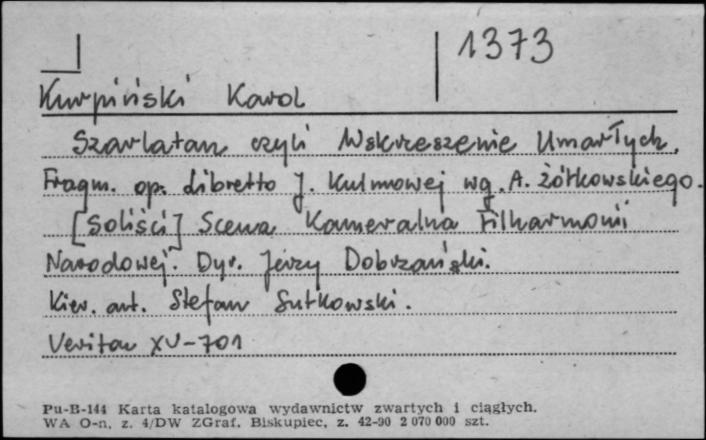 1373
Kurpiński Karol
Szarlatan czyli Wskrzeszenie Umarłych.
Fragm. op. Libretto J. Kulmowej wg. A. Żółkowskiego.
[Soliści] Scena Kameralna Filharmonii
Narodowej. Dyr. Jerzy Dobrzański.
Kier. art. Stefan Sutkowski.
Veriton XV-701
Pu-B-144 Karta katalogowa wydawnictw zwartych i ciągłych.
WA O-n, z. 4/DW ZGraf. Biskupiec, z. 42-90 2 070 000 szt.